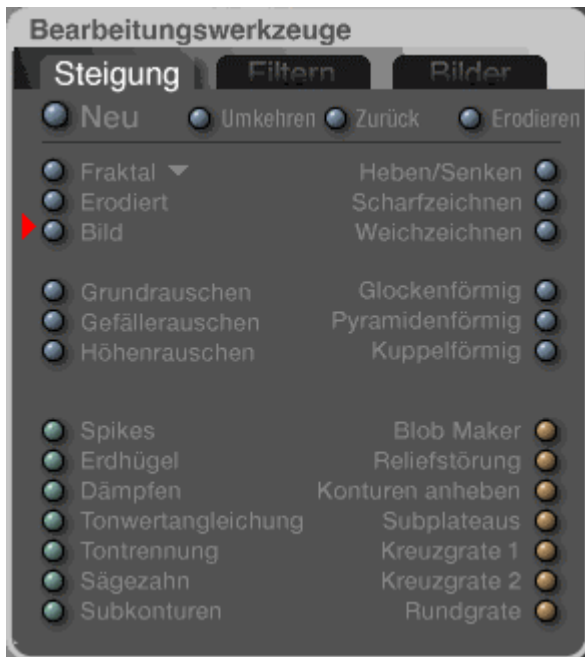 Bearbeitungswerkzeuge
Steigung Filtern Bilder
Neu Umkehren Zurück Erodieren
Fraktal Heben/Senken
Erodiert Scharfzeichnen
Bild Weichzeichnen
Grundrauschen Glockenförmig
Gefällerauschen Pyramidenförmig
Höhenrauschen Kuppelförmig
Spikes Blob Maker
Erdhügel Reliefstörung
Dämpfen Konturen anheben
Tonwertangleichung Subplateaus
Tontrennung Kreuzgrate 1
Sägezahn Kreuzgrate 2
Subkonturen Rundgrate